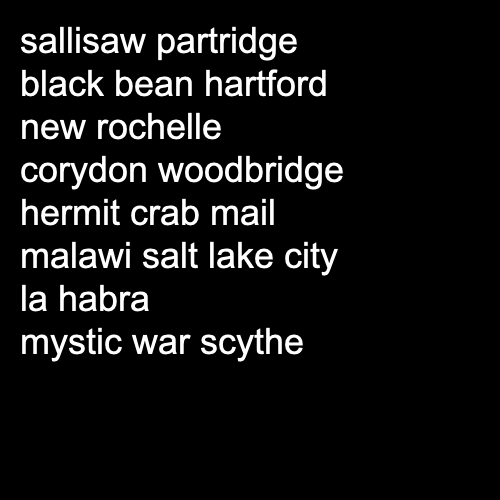 sallisaw partridge
black bean hartford
new rochelle
corydon woodbridge
hermit crab mail
malawi salt lake city
la habra
mystic war scythe